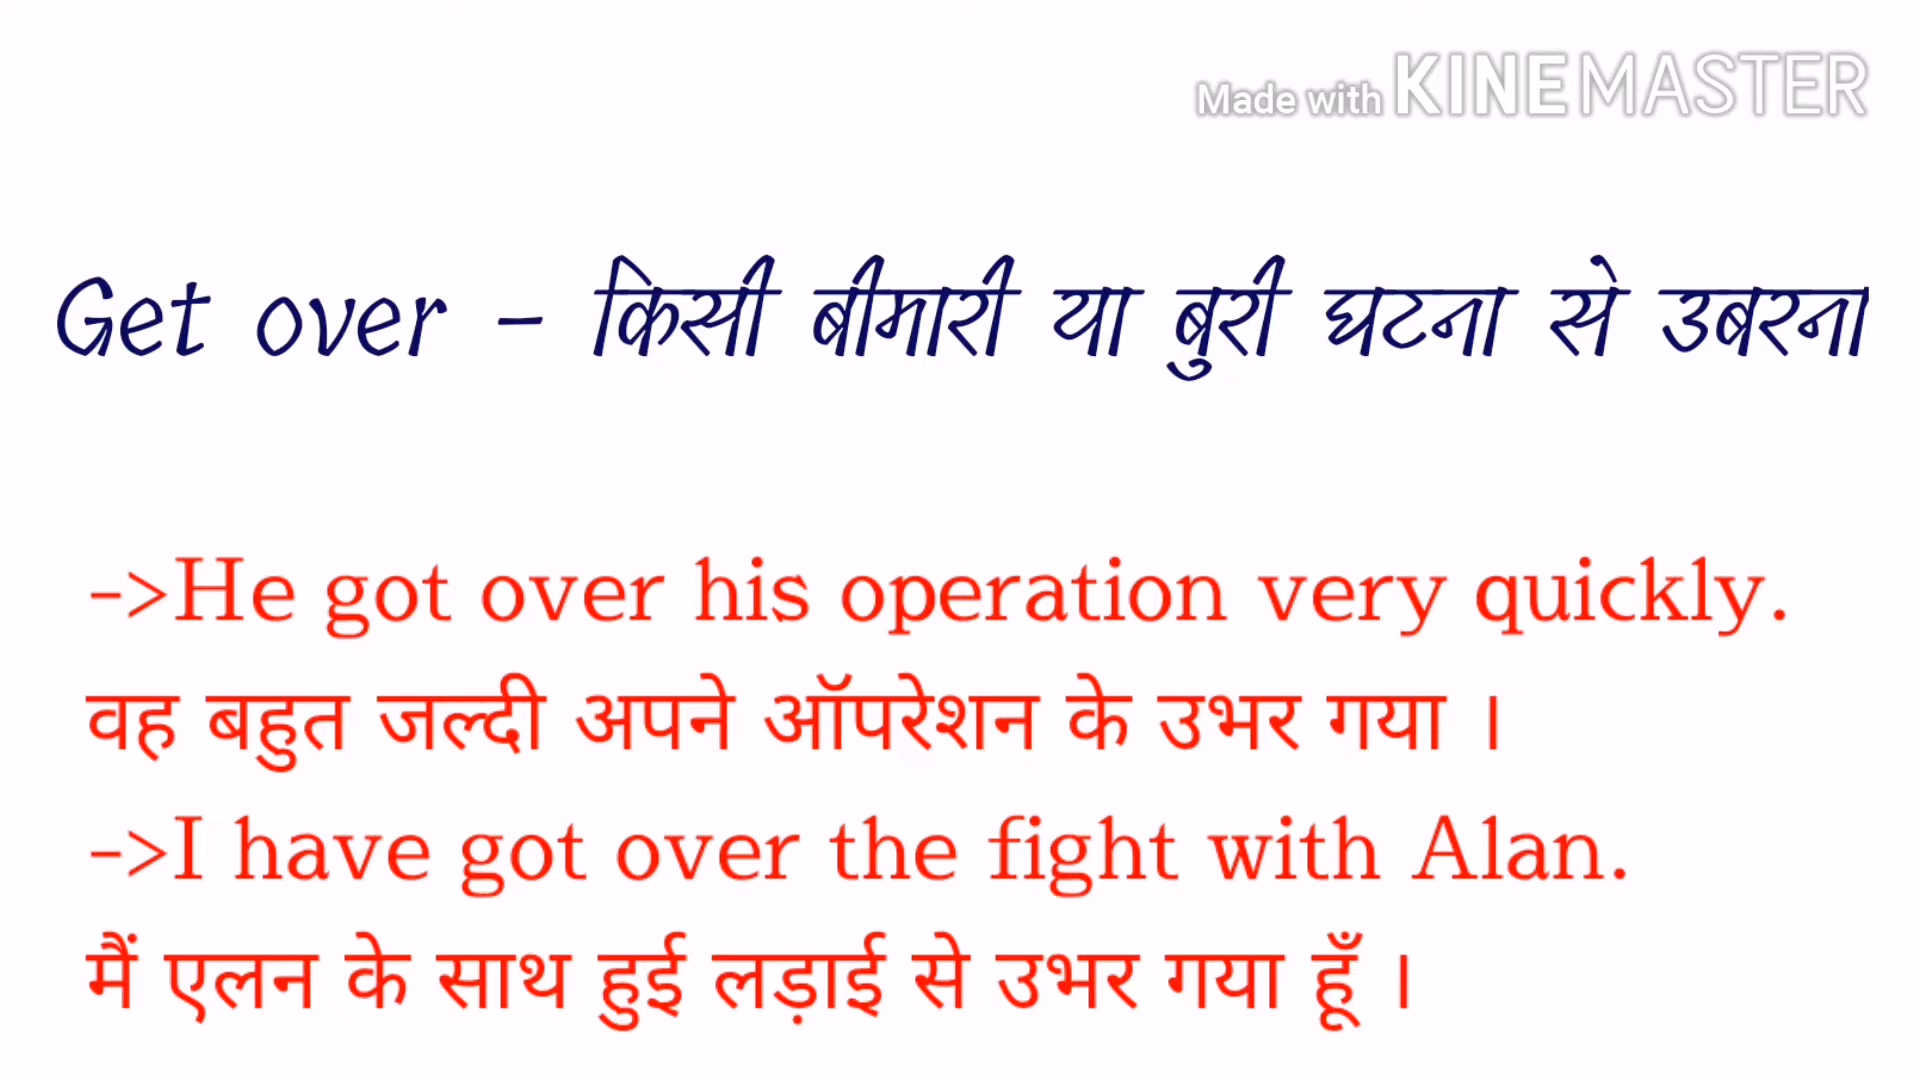 Made with KINEMASTER
Get over - किसी बीमारी या बुरी घटना से उबरना
->He got over his operation very quickly.
वह बहुत जल्दी अपने ऑपरेशन के उभर गया ।
->I have got over the fight with Alan.
मैं एलन के साथ हुई लड़ाई से उभर गया हूँ ।